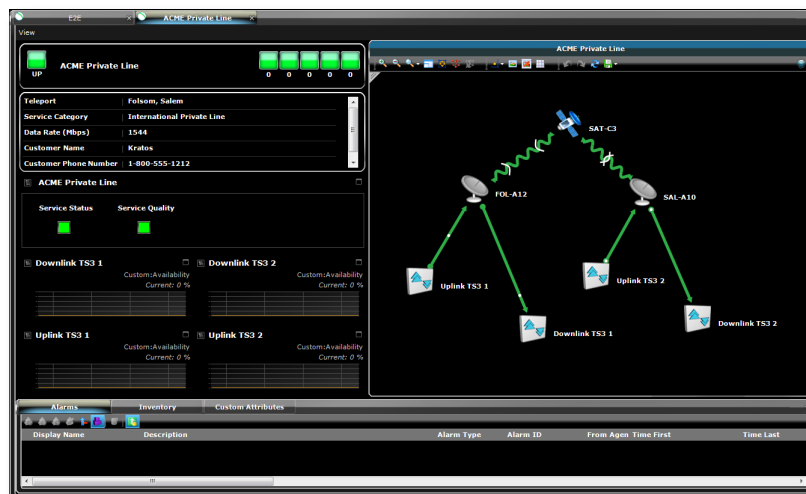 E2E x ACME Private Line x
View
UP
ACME Private Line
0 0 0 0 0
Teleport Folsom, Salem
Service Category International Private Line
Data Rate (Mbps) 1544
Customer Name Kratos
Customer Phone Number 1-800-555-1212
ACME Private Line
Service Status Service Quality
Downlink TS3 1
Custom:Availability
Current: 0 %
Downlink TS3 2
Custom:Availability
Current: 0 %
Uplink TS3 1
Custom:Availability
Current: 0 %
Uplink TS3 2
Custom:Availability
Current: 0 %
ACME Private Line
SAT-C3
FOL-A12
SAL-A10
Uplink TS3 1
Uplink TS3 2
Downlink TS3 1
Downlink TS3 2
Alarms Inventory Custom Attributes
Display Name Description Alarm Type Alarm ID From Agen Time First Time Last